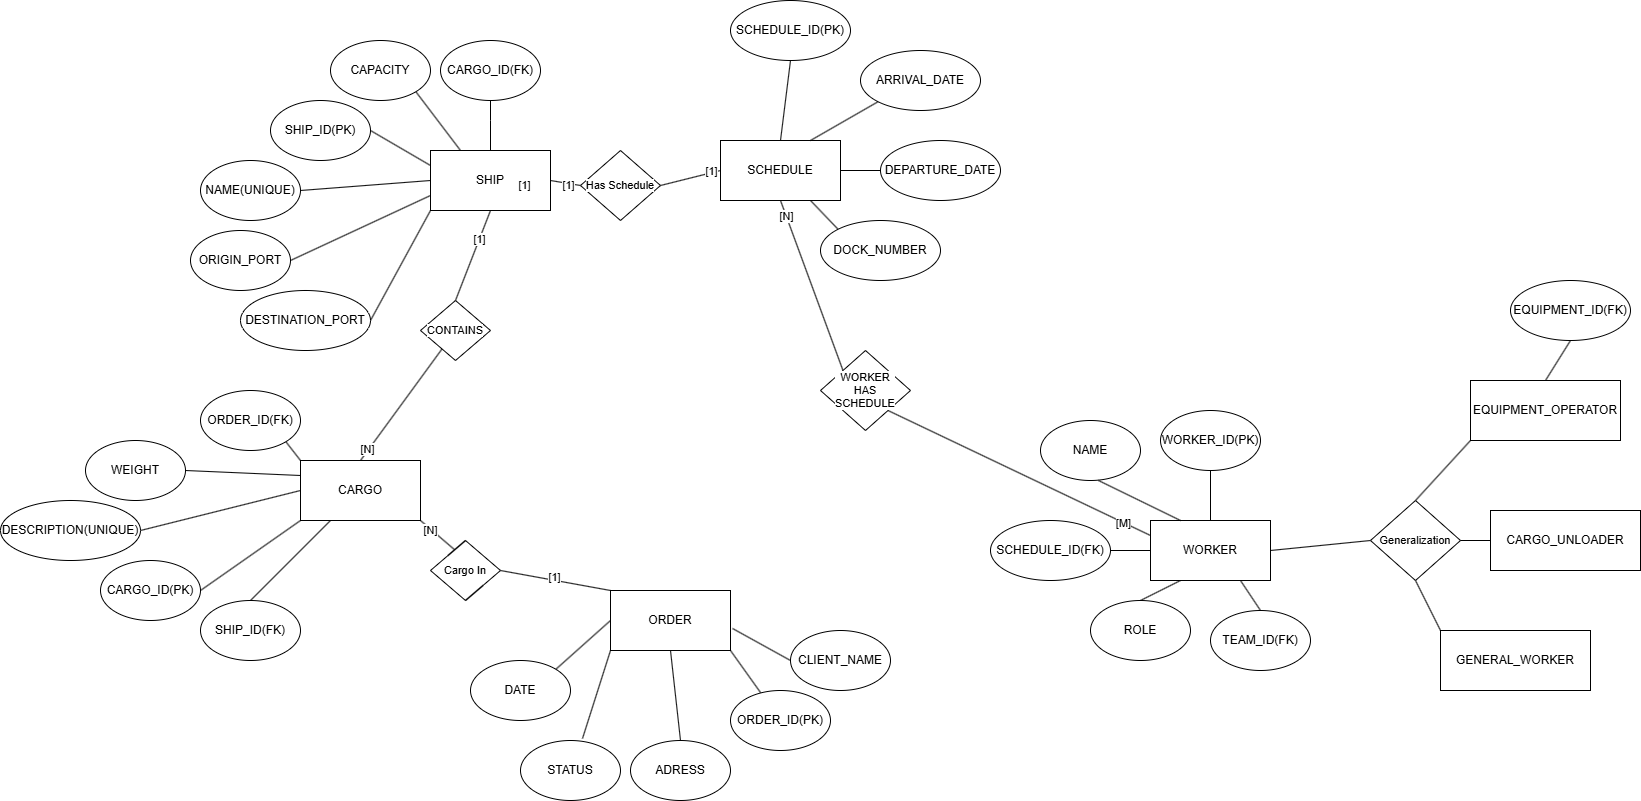 SCHEDULE_ID(PK)
CAPACITY
CARGO_ID(FK)
ARRIVAL_DATE
SHIP_ID(PK)
NAME(UNIQUE)
SHIP
[1]
[1]
Has Schedule
[1]
SCHEDULE
DEPARTURE_DATE
ORIGIN_PORT
[1]
[N]
DOCK_NUMBER
DESTINATION_PORT
CONTAINS
EQUIPMENT_ID(FK)
WORKER
HAS
SCHEDULE
ORDER_ID(FK)
[N]
EQUIPMENT_OPERATOR
WEIGHT
CARGO
NAME
WORKER_ID(PK)
DESCRIPTION(UNIQUE)
[N]
[M]
SCHEDULE_ID(FK)
WORKER
Generalization
CARGO_UNLOADER
CARGO_ID(PK)
Cargo In
[1]
SHIP_ID(FK)
ORDER
ROLE
TEAM_ID(FK)
GENERAL_WORKER
CLIENT_NAME
DATE
ORDER_ID(PK)
STATUS
ADRESS